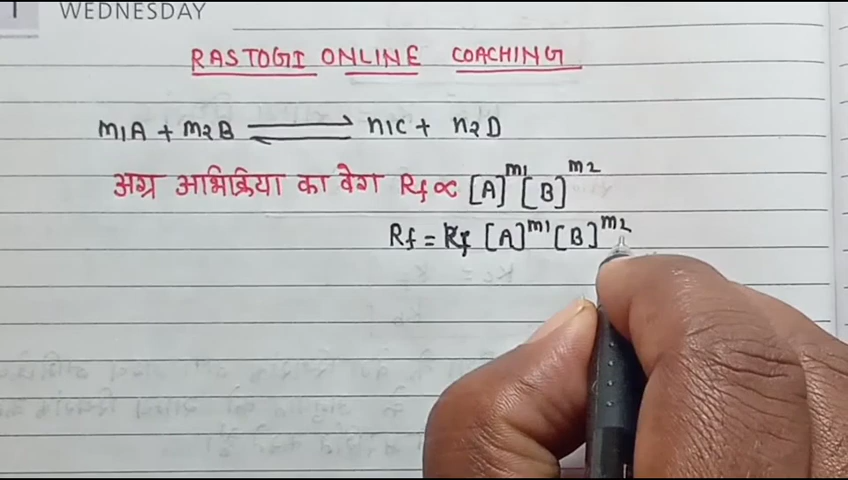 WEDNESDAY
RASTOGI ONLINE COACHING
m1A + m2B ⇌ n1C + n2D
अग्र अभिक्रिया का वेग Rf ∝ [A]^m1 [B]^m2
Rf = Kf [A]^m1 [B]^m2